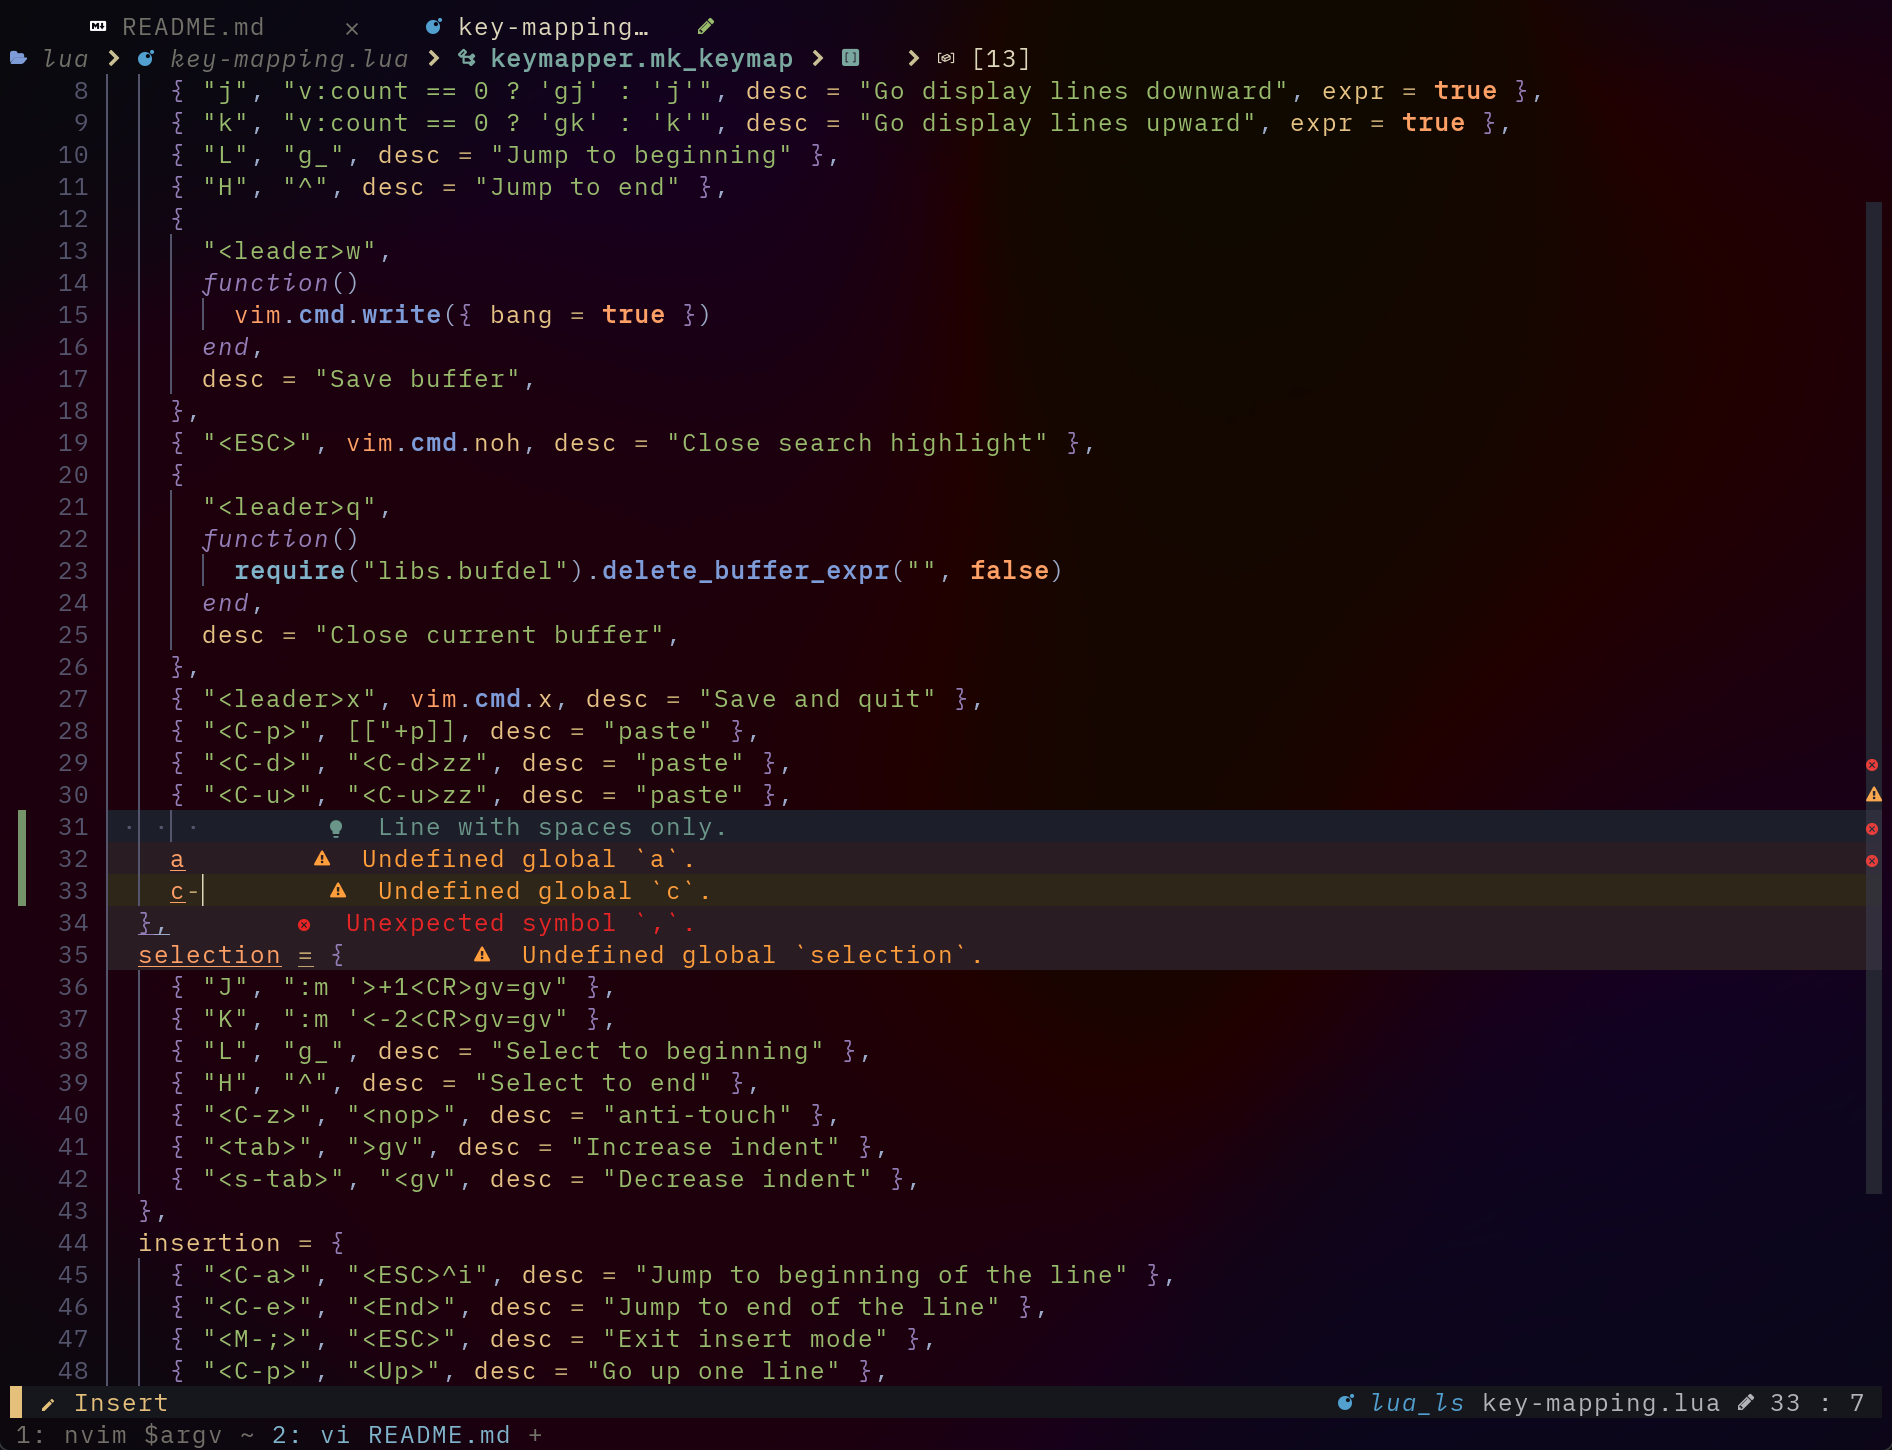 README.md × key-mapping…
lua > key-mapping.lua > keymapper.mk_keymap > [] > [13]
8 { "j", "v:count == 0 ? 'gj' : 'j'", desc = "Go display lines downward", expr = true },
9 { "k", "v:count == 0 ? 'gk' : 'k'", desc = "Go display lines upward", expr = true },
10 { "L", "g_", desc = "Jump to beginning" },
11 { "H", "^", desc = "Jump to end" },
12 {
13 "<leader>w",
14 function()
15 vim.cmd.write({ bang = true })
16 end,
17 desc = "Save buffer",
18 },
19 { "<ESC>", vim.cmd.noh, desc = "Close search highlight" },
20 {
21 "<leader>q",
22 function()
23 require("libs.bufdel").delete_buffer_expr("", false)
24 end,
25 desc = "Close current buffer",
26 },
27 { "<leader>x", vim.cmd.x, desc = "Save and quit" },
28 { "<C-p>", [["+p]], desc = "paste" },
29 { "<C-d>", "<C-d>zz", desc = "paste" },
30 { "<C-u>", "<C-u>zz", desc = "paste" },
31 · · · Line with spaces only.
32 a Undefined global `a`.
33 c- Undefined global `c`.
34 }, Unexpected symbol `,`.
35 selection = { Undefined global `selection`.
36 { "J", ":m '>+1<CR>gv=gv" },
37 { "K", ":m '<-2<CR>gv=gv" },
38 { "L", "g_", desc = "Select to beginning" },
39 { "H", "^", desc = "Select to end" },
40 { "<C-z>", "<nop>", desc = "anti-touch" },
41 { "<tab>", ">gv", desc = "Increase indent" },
42 { "<s-tab>", "<gv", desc = "Decrease indent" },
43 },
44 insertion = {
45 { "<C-a>", "<ESC>^i", desc = "Jump to beginning of the line" },
46 { "<C-e>", "<End>", desc = "Jump to end of the line" },
47 { "<M-;>", "<ESC>", desc = "Exit insert mode" },
48 { "<C-p>", "<Up>", desc = "Go up one line" },
Insert lua_ls key-mapping.lua 33 : 7
1: nvim $argv ~ 2: vi README.md +